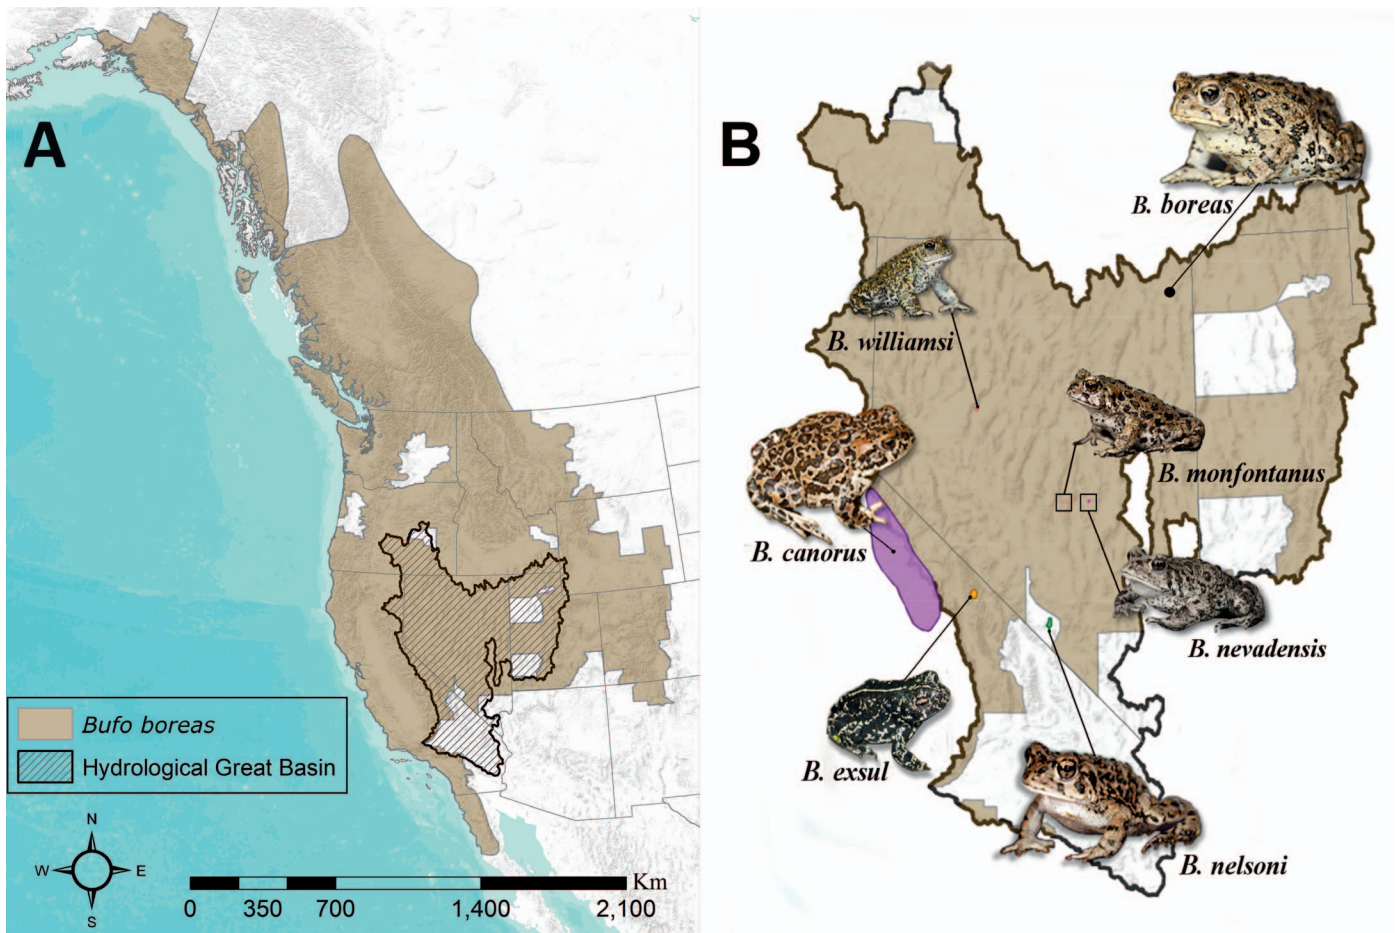 A
Bufo boreas
Hydrological Great Basin
N
W
E
S
Km
0
350
700
1,400
2,100
B
B. boreas
B. williamsi
B. monfontanus
B. canorus
B. nevadensis
B. exsul
B. nelsoni